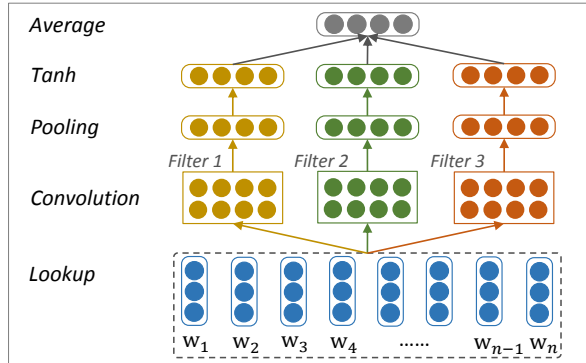 Average
Tanh
Pooling
Filter 1 Filter 2 Filter 3
Convolution
Lookup
w₁ w₂ w₃ w₄ ...... wₙ₋₁ wₙ